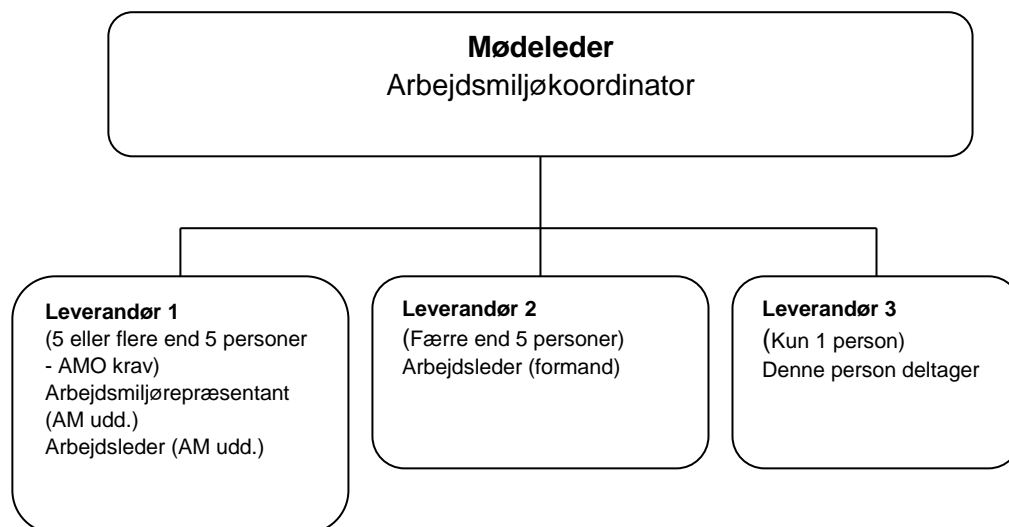 Mødeleder
Arbejdsmiljøkoordinator
Leverandør 1
(5 eller flere end 5 personer
- AMO krav)
Arbejdsmiljørepræsentant
(AM udd.)
Arbejdsleder (AM udd.)
Leverandør 2
(Færre end 5 personer)
Arbejdsleder (formand)
Leverandør 3
(Kun 1 person)
Denne person deltager